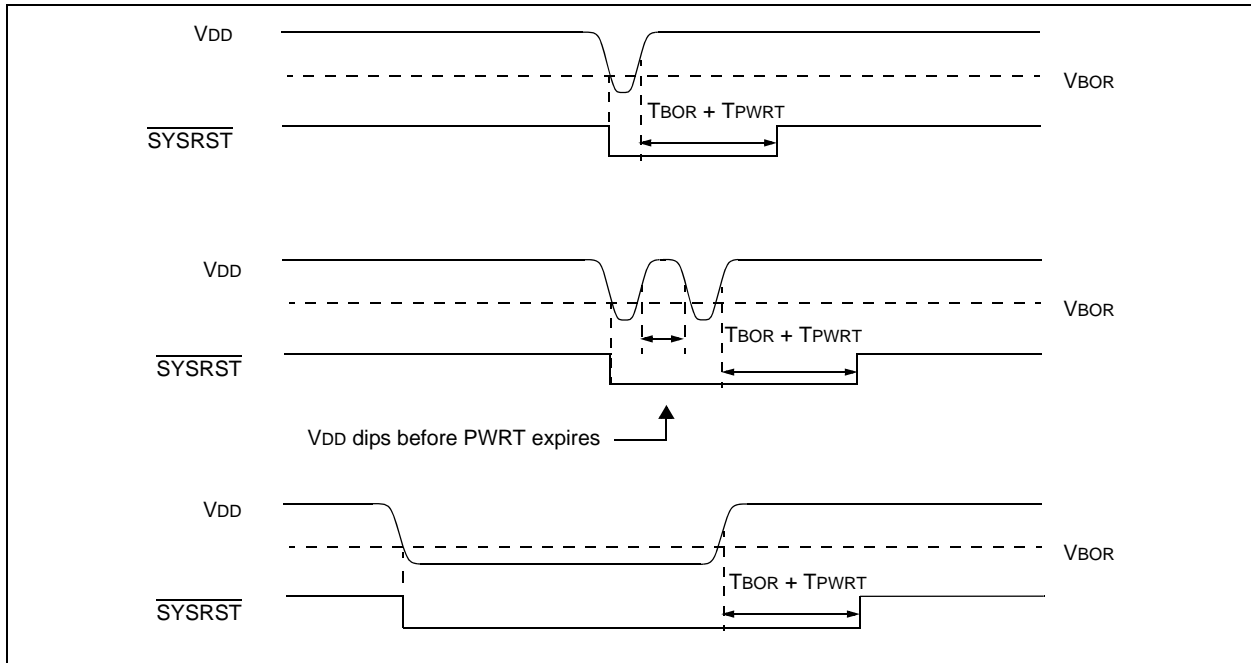 VDD
VBOR
TBOR + TPWRT
SYSRST
VDD
VBOR
TBOR + TPWRT
SYSRST
VDD dips before PWRT expires
VDD
VBOR
TBOR + TPWRT
SYSRST